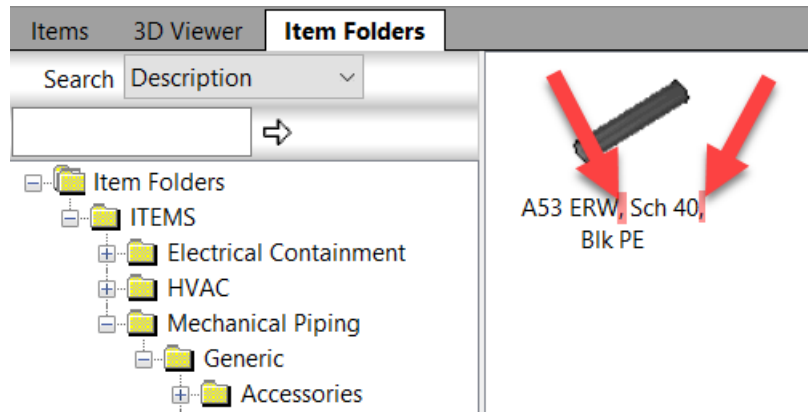 Items 3D Viewer Item Folders
Search Description
Item Folders
ITEMS
Electrical Containment
HVAC
Mechanical Piping
Generic
Accessories
A53 ERW, Sch 40,
Blk PE